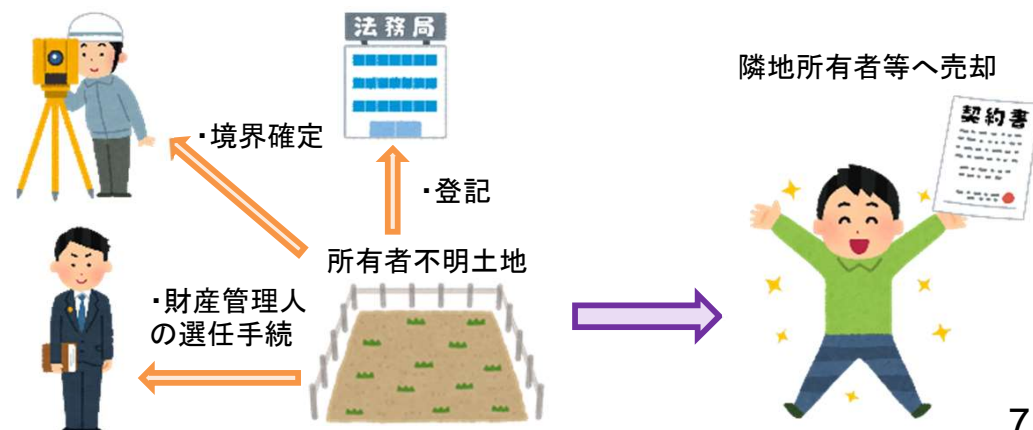 法務局
隣地所有者等へ売却
契約書
・境界確定
・登記
所有者不明土地
・財産管理人
の選任手続
7